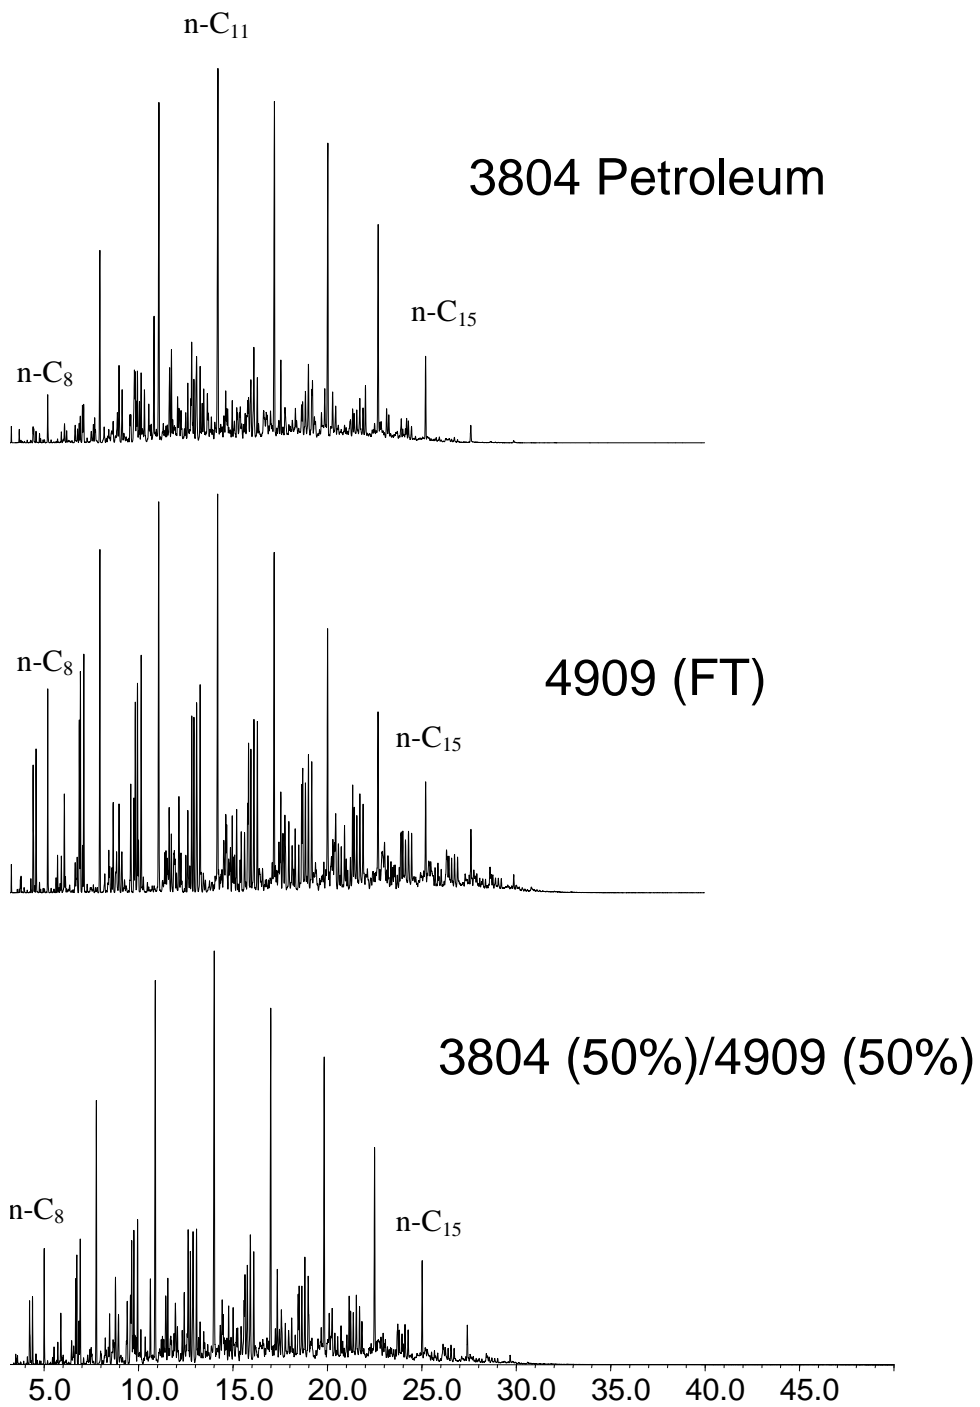 n-C₁₁
3804 Petroleum
n-C₁₅
n-C₈
n-C₈
4909 (FT)
n-C₁₅
3804 (50%)/4909 (50%)
n-C₈
n-C₁₅
5.0 10.0 15.0 20.0 25.0 30.0 35.0 40.0 45.0